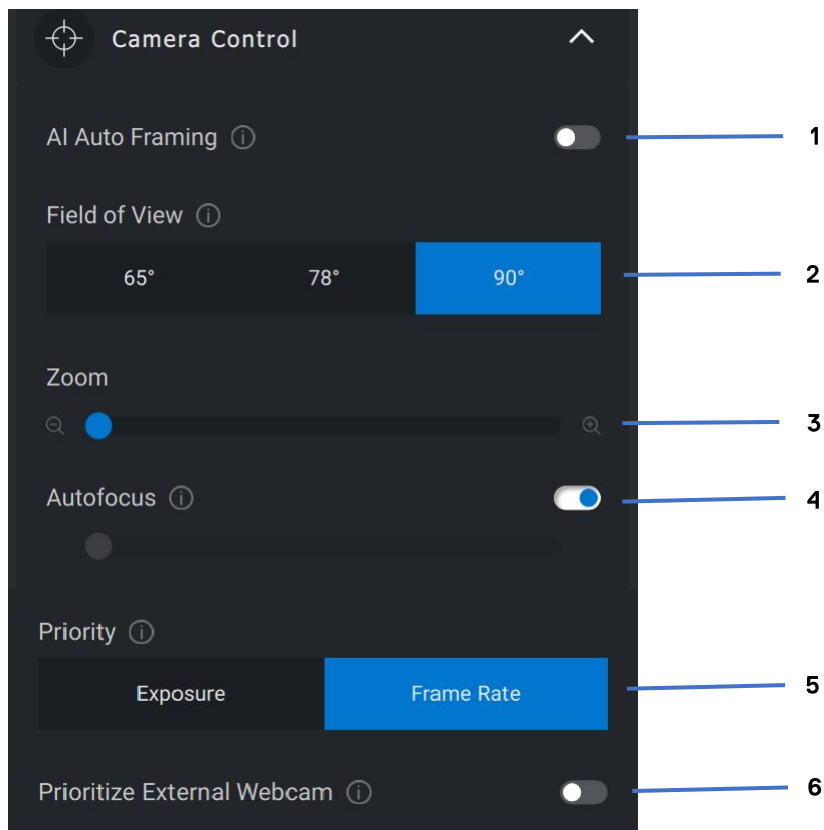 Camera Control
AI Auto Framing
1
Field of View
65° 78° 90°
2
Zoom
3
Autofocus
4
Priority
Exposure Frame Rate
5
Prioritize External Webcam
6